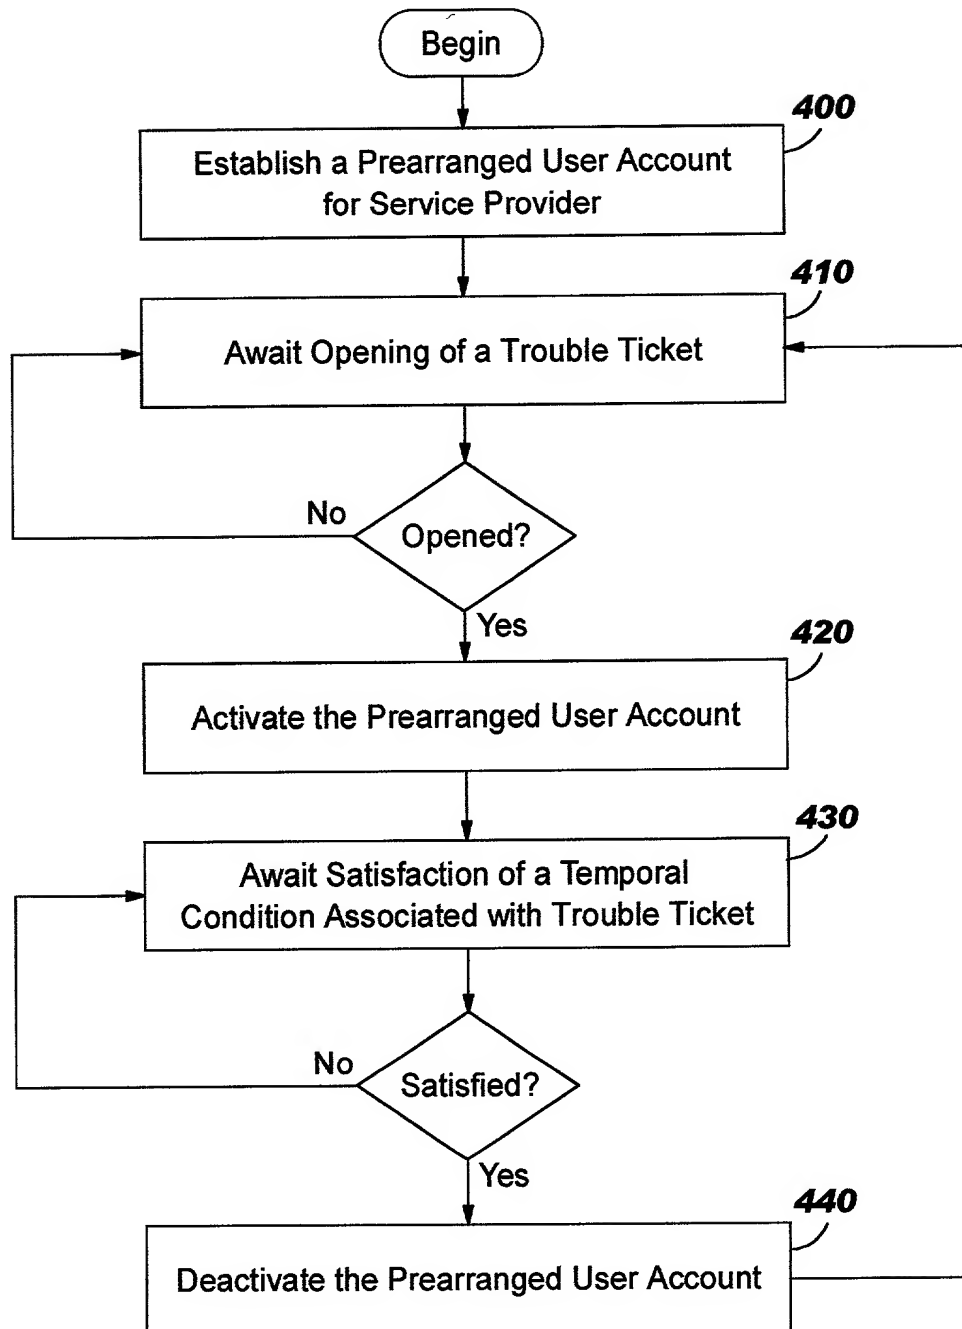 Begin
400
Establish a Prearranged User Account
for Service Provider
410
Await Opening of a Trouble Ticket
No
Opened?
Yes
420
Activate the Prearranged User Account
430
Await Satisfaction of a Temporal
Condition Associated with Trouble Ticket
No
Satisfied?
Yes
440
Deactivate the Prearranged User Account